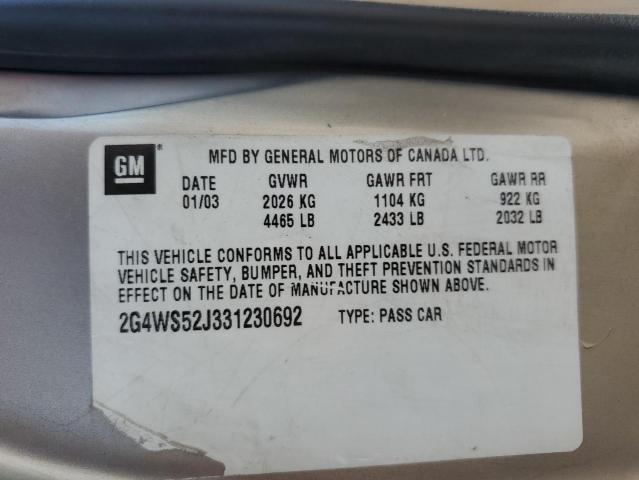 GM ® MFD BY GENERAL MOTORS OF CANADA LTD.
DATE GVWR GAWR FRT GAWR RR
01/03 2026 KG 1104 KG 922 KG
4465 LB 2433 LB 2032 LB
THIS VEHICLE CONFORMS TO ALL APPLICABLE U.S. FEDERAL MOTOR
VEHICLE SAFETY, BUMPER, AND THEFT PREVENTION STANDARDS IN
EFFECT ON THE DATE OF MANUFACTURE SHOWN ABOVE.
2G4WS52J331230692 TYPE: PASS CAR